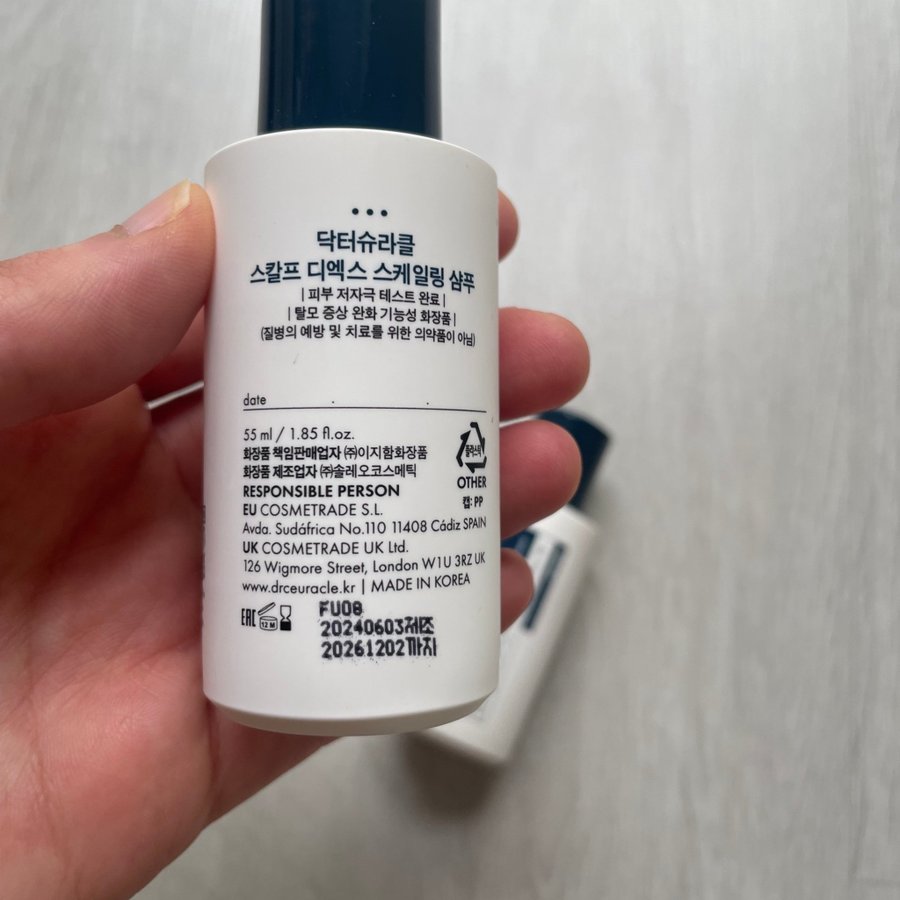 닥터슈라클
스칼프 디엑스 스케일링 샴푸
| 피부 저자극 테스트 완료 |
| 탈모 증상 완화 기능성 화장품 |
(질병의 예방 및 치료를 위한 의약품이 아님)
date . .
55 ml / 1.85 fl.oz.
화장품 책임판매업자 ㈜이지함화장품
화장품 제조업자 ㈜솔레오코스메틱
플라스틱
OTHER
캡: PP
RESPONSIBLE PERSON
EU COSMETRADE S.L.
Avda. Sudáfrica No.110 11408 Cádiz SPAIN
UK COSMETRADE UK Ltd.
126 Wigmore Street, London W1U 3RZ UK
www.drceuracle.kr | MADE IN KOREA
EAC 12 M
FU08
20240603제조
20261202까지